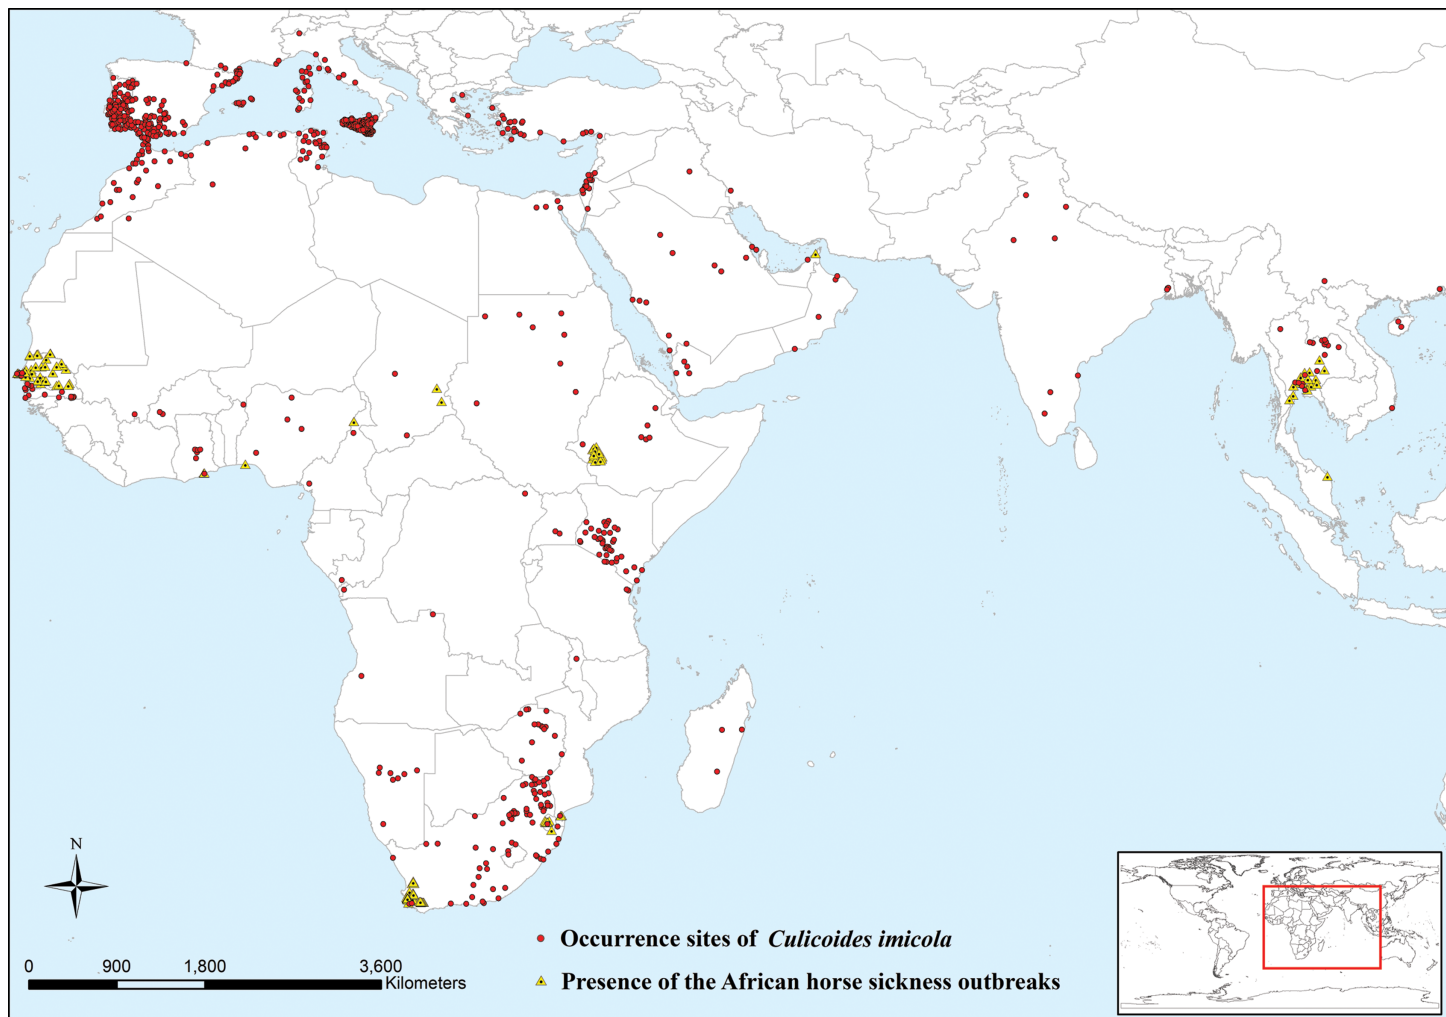 N
Occurrence sites of Culicoides imicola
0 900 1,800 3,600
Kilometers
Presence of the African horse sickness outbreaks